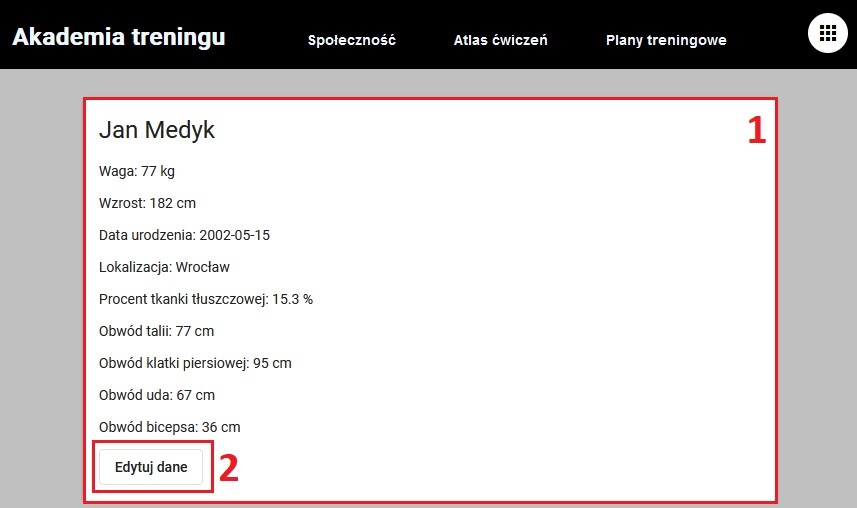 Akademia treningu
Społeczność Atlas ćwiczeń Plany treningowe
Jan Medyk
1
Waga: 77 kg
Wzrost: 182 cm
Data urodzenia: 2002-05-15
Lokalizacja: Wrocław
Procent tkanki tłuszczowej: 15.3 %
Obwód talii: 77 cm
Obwód klatki piersiowej: 95 cm
Obwód uda: 67 cm
Obwód bicepsa: 36 cm
Edytuj dane
2